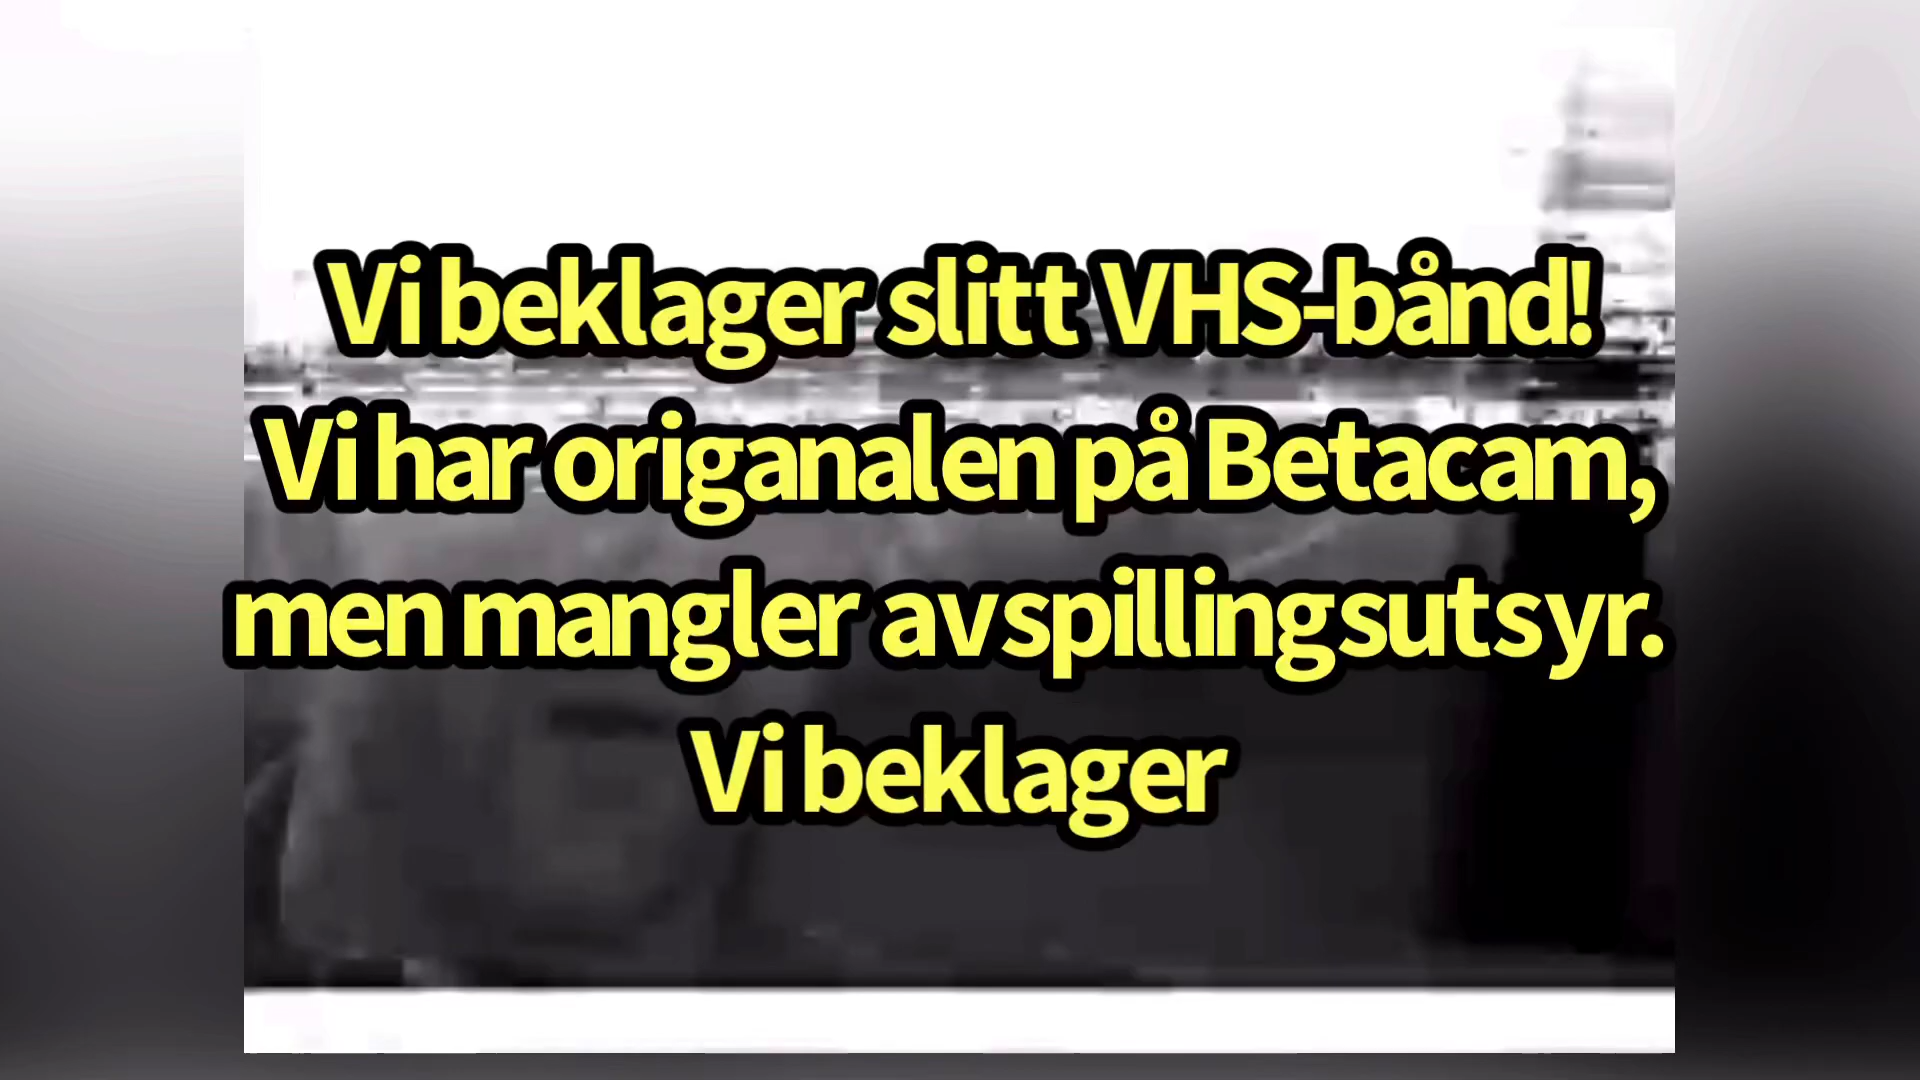 Vi beklager slitt VHS-bånd!
Vi har origanalen på Betacam,
men mangler avspillingsutsyr.
Vi beklager